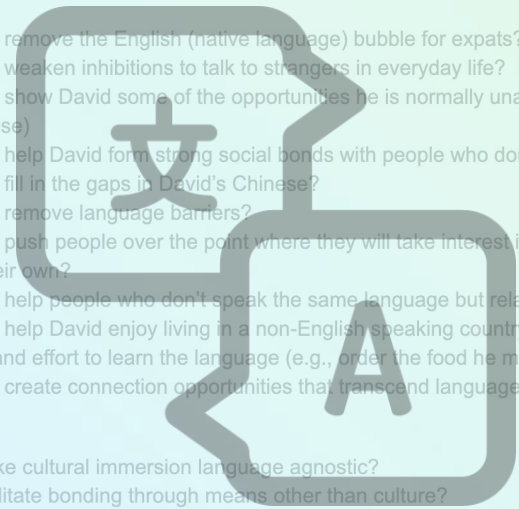 remove the English (native language) bubble for expats?
weaken inhibitions to talk to strangers in everyday life?
show David some of the opportunities he is normally una
se)
help David form strong social bonds with people who do
fill in the gaps in David's Chinese?
remove language barriers?
push people over the point where they will take interest i
eir own?
help people who don't speak the same language but rela
help David enjoy living in a non-English speaking countr
and effort to learn the language (e.g., order the food he m
create connection opportunities that transcend language
ke cultural immersion language agnostic?
litate bonding through means other than culture?
文
A